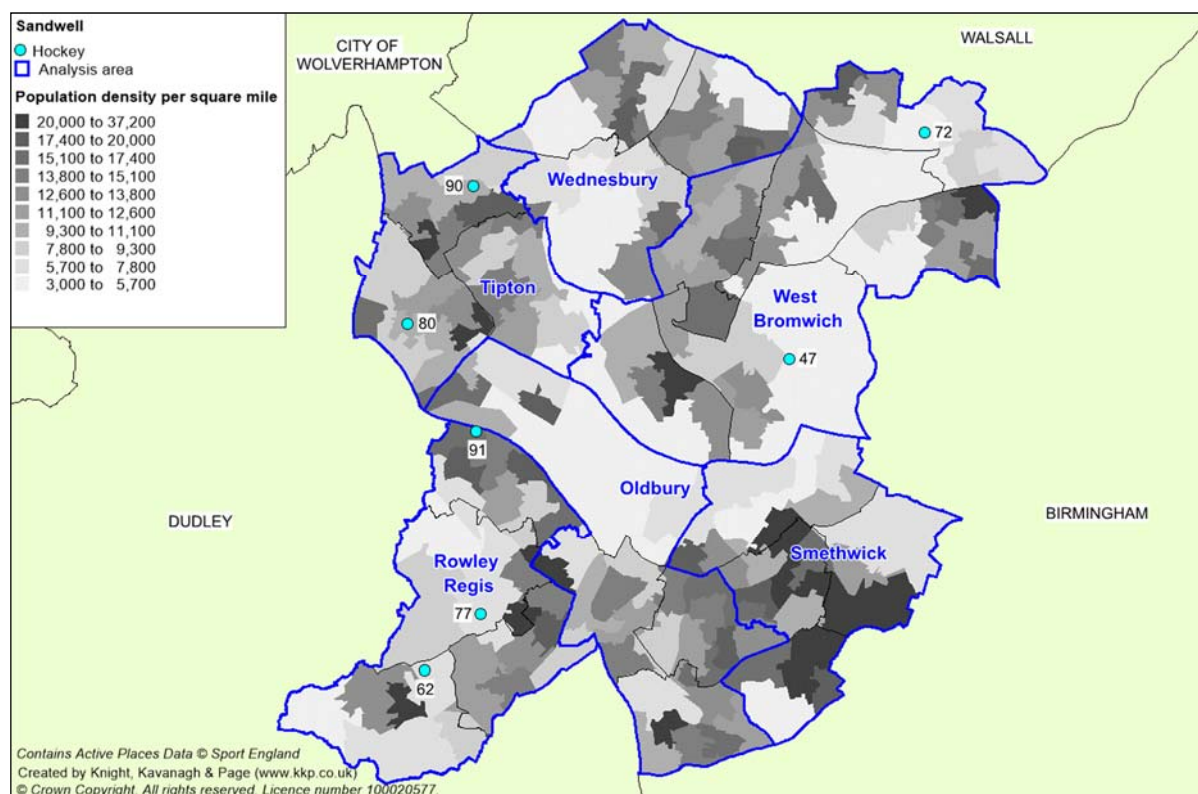 Sandwell
Hockey
Analysis area
Population density per square mile
20,000 to 37,200
17,400 to 20,000
15,100 to 17,400
13,800 to 15,100
12,600 to 13,800
11,100 to 12,600
9,300 to 11,100
7,800 to 9,300
5,700 to 7,800
3,000 to 5,700
CITY OF
WOLVERHAMPTON
WALSALL
72
90
Wednesbury
Tipton
West
Bromwich
80
47
91
Oldbury
DUDLEY
BIRMINGHAM
Smethwick
Rowley
Regis
77
62
Contains Active Places Data © Sport England
Created by Knight, Kavanagh & Page (www.kkp.co.uk)
© Crown Copyright. All rights reserved. Licence number 100020577.